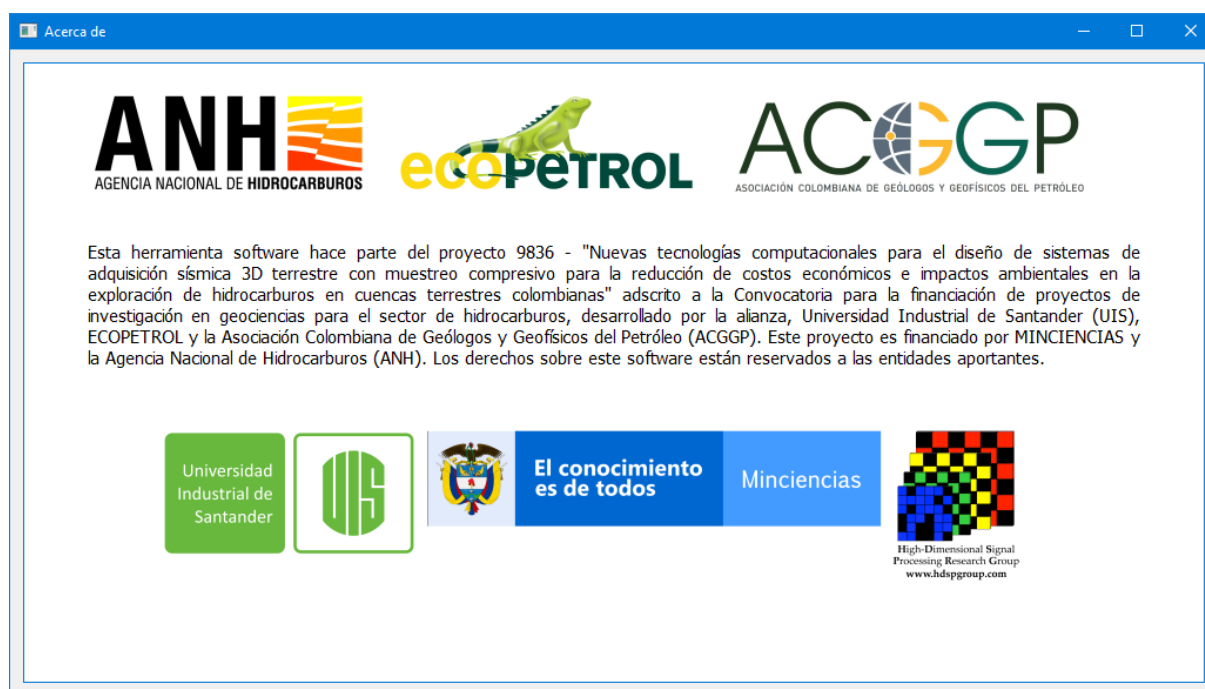 Acerca de
ANH
AGENCIA NACIONAL DE HIDROCARBUROS
ecoPETROL
ACGGP
ASOCIACIÓN COLOMBIANA DE GEÓLOGOS Y GEOFÍSICOS DEL PETRÓLEO
Esta herramienta software hace parte del proyecto 9836 - "Nuevas tecnologías computacionales para el diseño de sistemas de
adquisición sísmica 3D terrestre con muestreo compresivo para la reducción de costos económicos e impactos ambientales en la
exploración de hidrocarburos en cuencas terrestres colombianas" adscrito a la Convocatoria para la financiación de proyectos de
investigación en geociencias para el sector de hidrocarburos, desarrollado por la alianza, Universidad Industrial de Santander (UIS),
ECOPETROL y la Asociación Colombiana de Geólogos y Geofísicos del Petróleo (ACGGP). Este proyecto es financiado por MINCIENCIAS y
la Agencia Nacional de Hidrocarburos (ANH). Los derechos sobre este software están reservados a las entidades aportantes.
Universidad
Industrial de
Santander
UIS
El conocimiento
es de todos
Minciencias
High-Dimensional Signal
Processing Research Group
www.hdspgroup.com